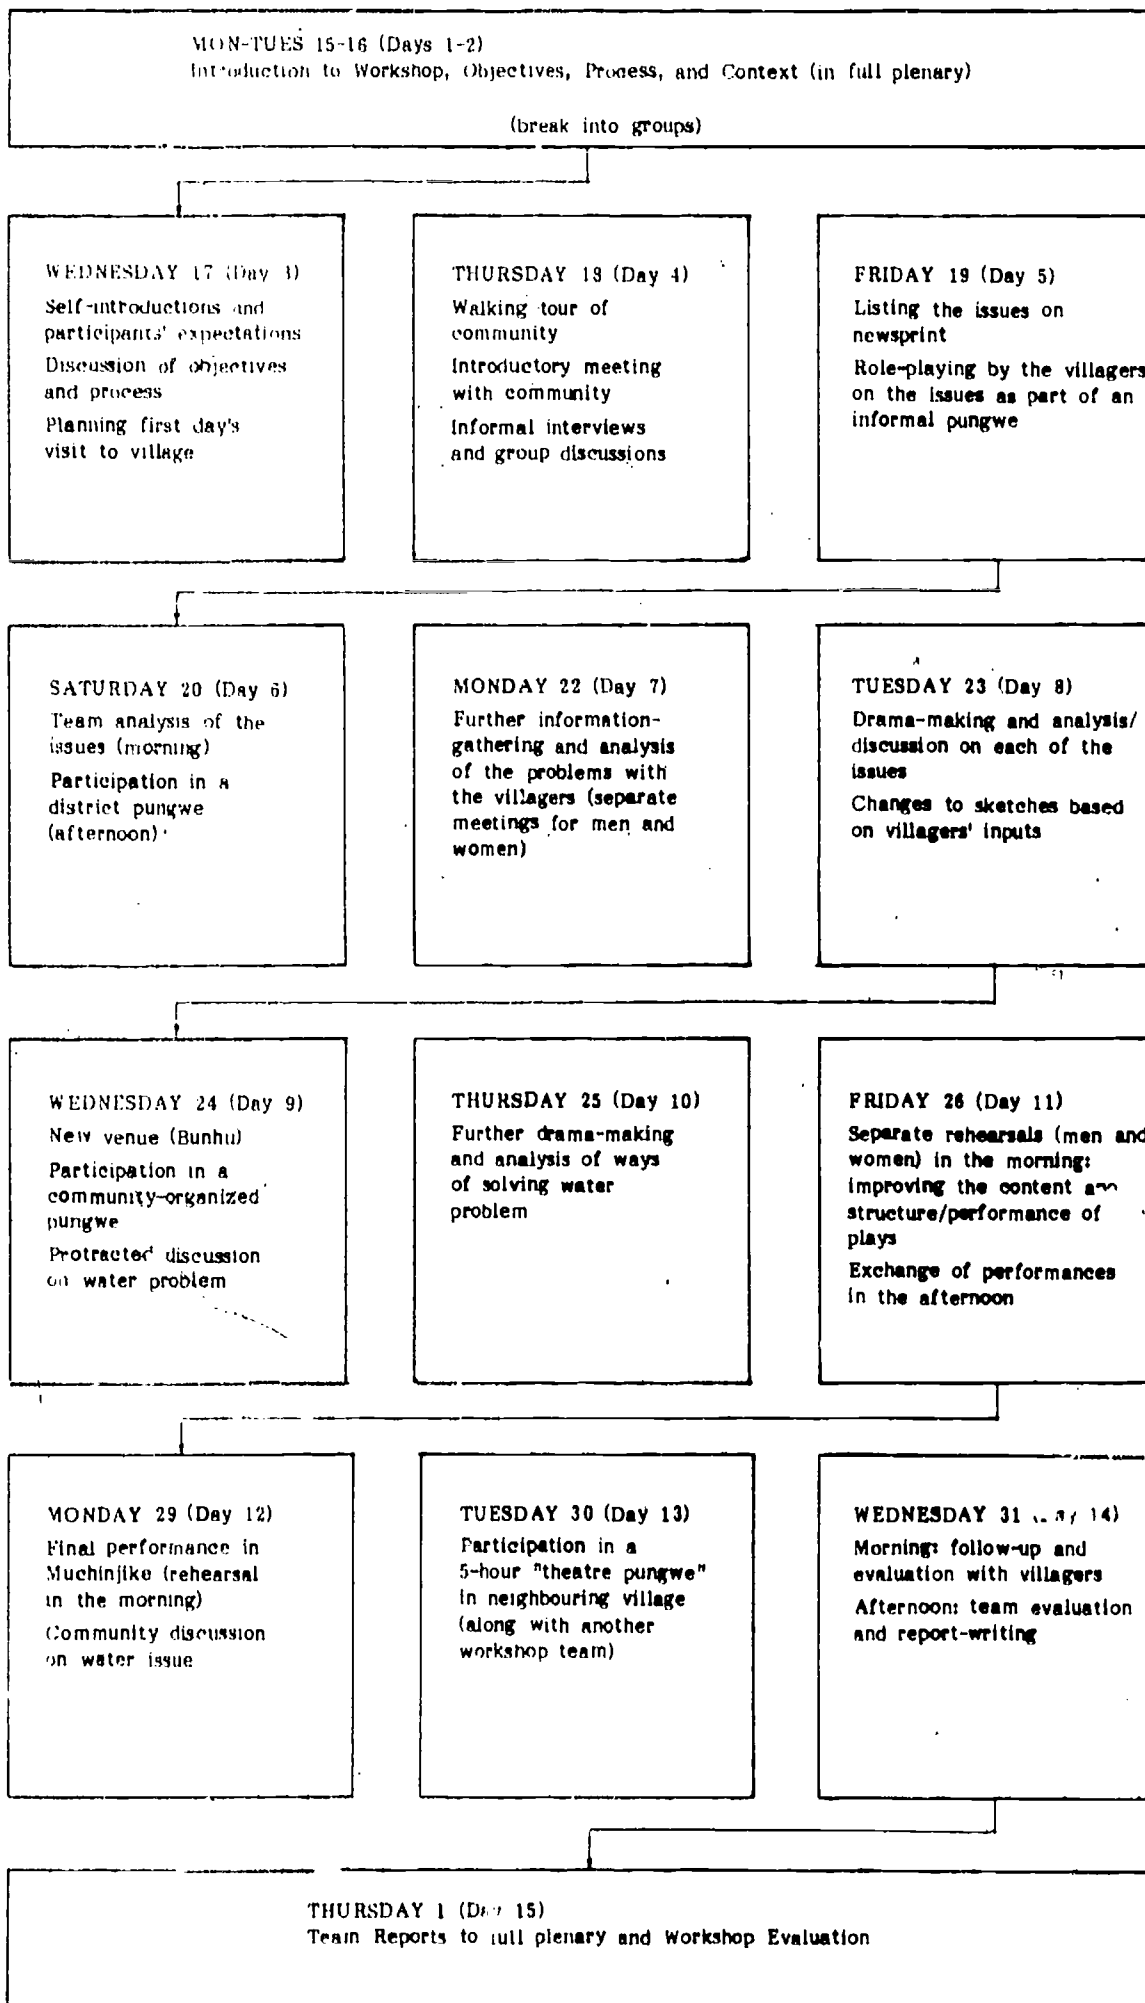 MON-TUES 15-16 (Days 1-2)
Introduction to Workshop, Objectives, Process, and Context (in full plenary)
(break into groups)
WEDNESDAY 17 (Day 3)
Self-introductions and
participants' expectations
Discussion of objectives
and process
Planning first day's
visit to village
THURSDAY 18 (Day 4)
Walking tour of
community
Introductory meeting
with community
Informal interviews
and group discussions
FRIDAY 19 (Day 5)
Listing the issues on
newsprint
Role-playing by the villagers
on the issues as part of an
informal pungwe
SATURDAY 20 (Day 6)
Team analysis of the
issues (morning)
Participation in a
district pungwe
(afternoon)
MONDAY 22 (Day 7)
Further information-
gathering and analysis
of the problems with
the villagers (separate
meetings for men and
women)
TUESDAY 23 (Day 8)
Drama-making and analysis/
discussion on each of the
issues
Changes to sketches based
on villagers' inputs
WEDNESDAY 24 (Day 9)
New venue (Bunhu)
Participation in a
community-organized
pungwe
Protracted discussion
on water problem
THURSDAY 25 (Day 10)
Further drama-making
and analysis of ways
of solving water
problem
FRIDAY 26 (Day 11)
Separate rehearsals (men and
women) in the morning:
improving the content
structure/performance of
plays
Exchange of performances
in the afternoon
MONDAY 29 (Day 12)
Final performance in
Muchinjike (rehearsal
in the morning)
Community discussion
on water issue
TUESDAY 30 (Day 13)
Participation in a
5-hour "theatre pungwe"
in neighbouring village
(along with another
workshop team)
WEDNESDAY 31 14)
Morning: follow-up and
evaluation with villagers
Afternoon: team evaluation
and report-writing
THURSDAY 1 (Day 15)
Team Reports to full plenary and Workshop Evaluation